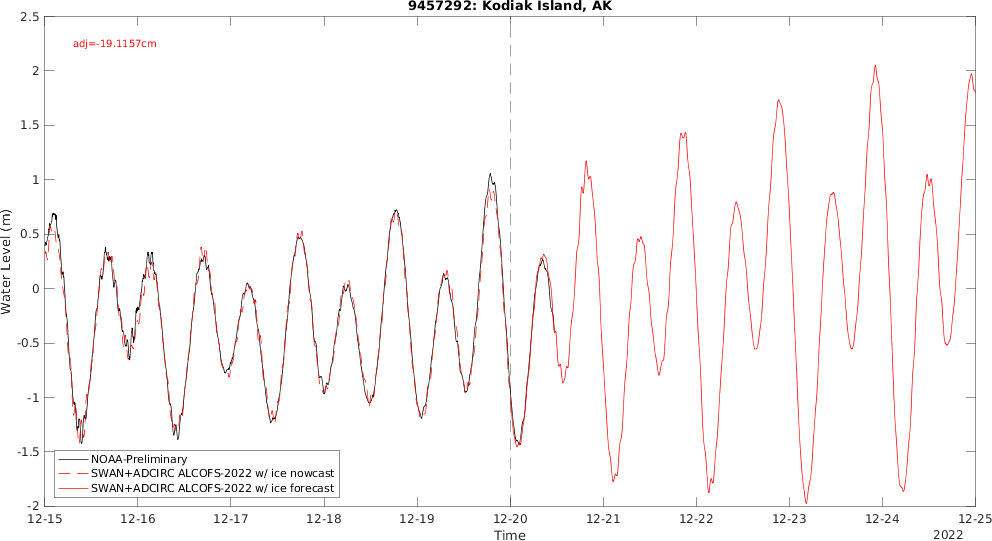 9457292: Kodiak Island, AK
adj=-19.1157cm
2.5
2
1.5
1
0.5
0
-0.5
-1
-1.5
-2
Water Level (m)
NOAA-Preliminary
SWAN+ADCIRC ALCOFS-2022 w/ ice nowcast
SWAN+ADCIRC ALCOFS-2022 w/ ice forecast
12-15 12-16 12-17 12-18 12-19 12-20 12-21 12-22 12-23 12-24 12-25
Time
2022